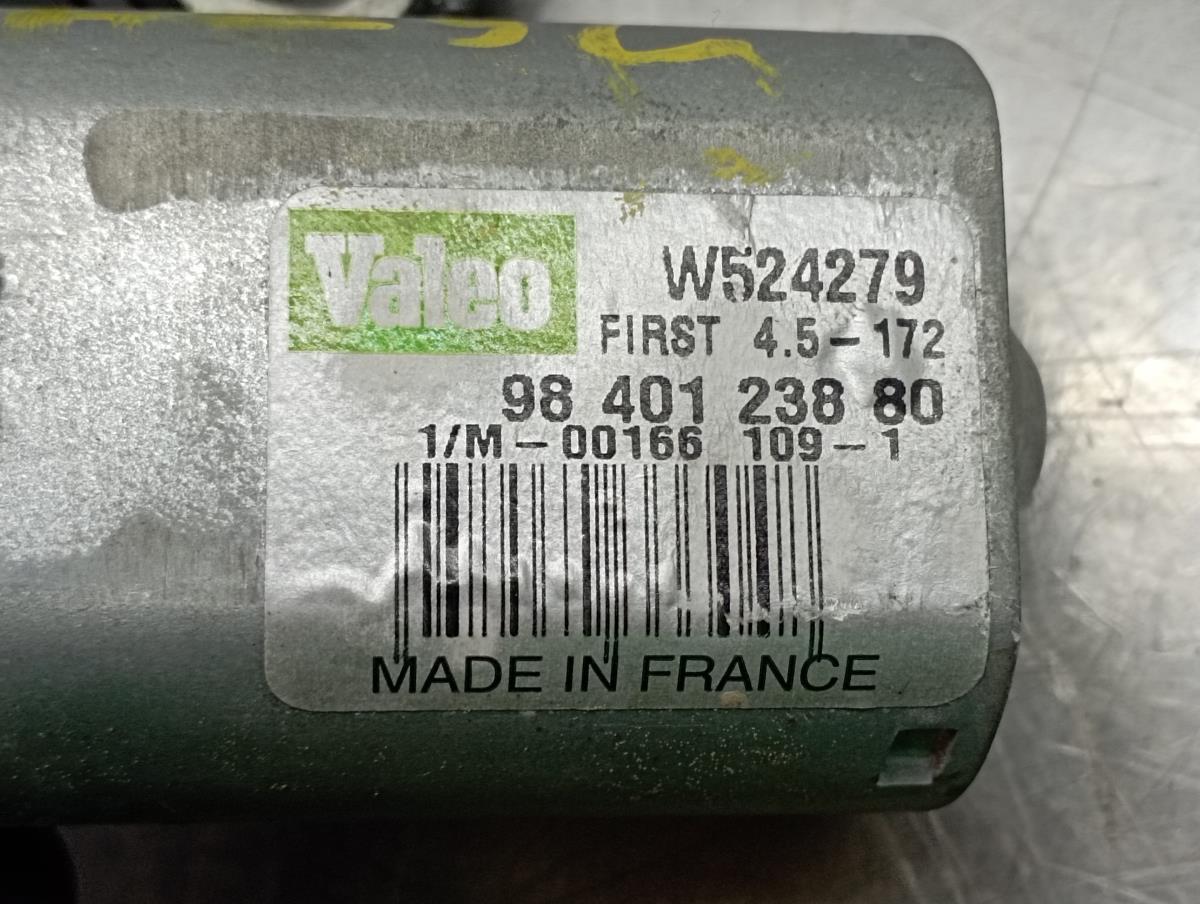 Valeo
W524279
FIRST 4.5-172
98 401 238 80
1/M-00166 109-1
MADE IN FRANCE